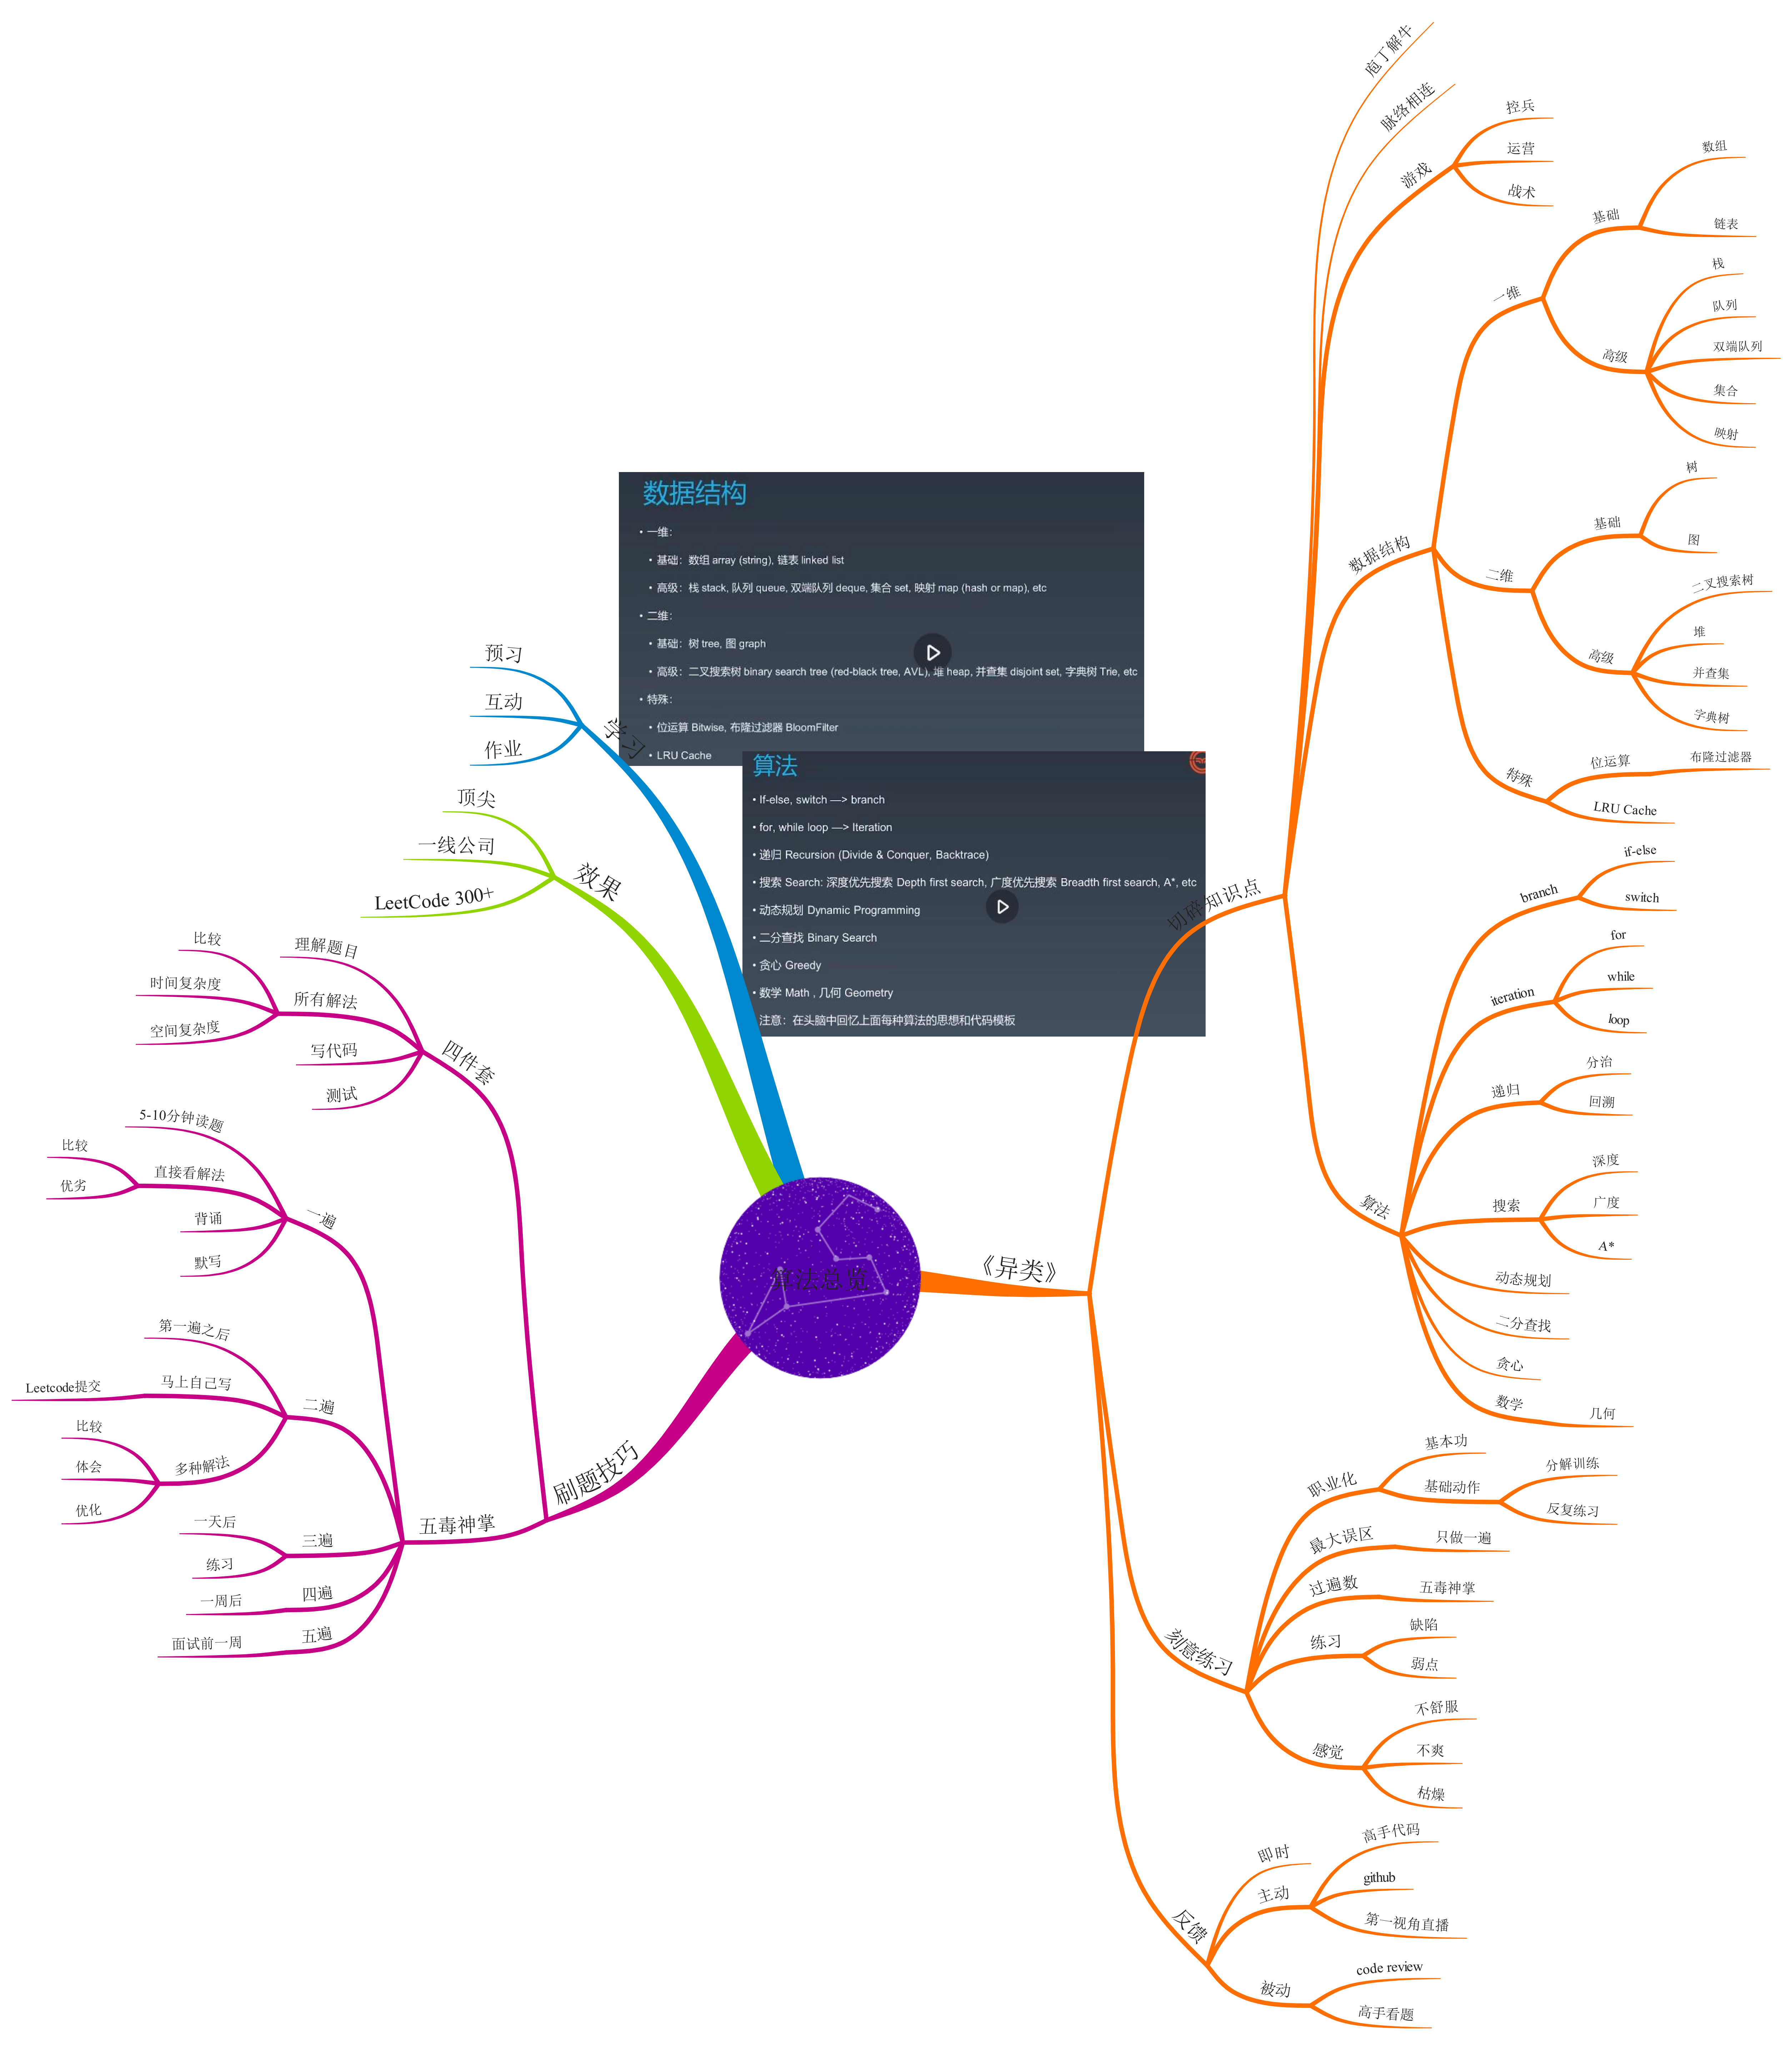 算法总览
学习
预习
互动
作业
效果
顶尖
一线公司
LeetCode 300+
刷题技巧
四件套
理解题目
所有解法
比较
时间复杂度
空间复杂度
写代码
测试
五毒神掌
一遍
5-10分钟读题
直接看解法
比较
优劣
背诵
默写
二遍
第一遍之后
马上自己写
Leetcode提交
多种解法
比较
体会
优化
三遍
一天后
练习
四遍
一周后
五遍
面试前一周
数据结构
• 一维：
• 基础：数组 array (string), 链表 linked list
• 高级：栈 stack, 队列 queue, 双端队列 deque, 集合 set, 映射 map (hash or map), etc
• 二维：
• 基础：树 tree, 图 graph
• 高级：二叉搜索树 binary search tree (red-black tree, AVL), 堆 heap, 并查集 disjoint set, 字典树 Trie, etc
• 特殊：
• 位运算 Bitwise, 布隆过滤器 BloomFilter
• LRU Cache
算法
• If-else, switch —> branch
• for, while loop —> Iteration
• 递归 Recursion (Divide & Conquer, Backtrace)
• 搜索 Search: 深度优先搜索 Depth first search, 广度优先搜索 Breadth first search, A*, etc
• 动态规划 Dynamic Programming
• 二分查找 Binary Search
• 贪心 Greedy
• 数学 Math , 几何 Geometry
注意：在头脑中回忆上面每种算法的思想和代码模板
《异类》
切碎知识点
庖丁解牛
脉络相连
游戏
控兵
运营
战术
数据结构
一维
基础
数组
链表
高级
栈
队列
双端队列
集合
映射
二维
基础
树
图
高级
二叉搜索树
堆
并查集
字典树
特殊
位运算
布隆过滤器
LRU Cache
算法
branch
if-else
switch
iteration
for
while
loop
递归
分治
回溯
搜索
深度
广度
A*
动态规划
二分查找
贪心
数学
几何
刻意练习
职业化
基本功
基础动作
分解训练
反复练习
最大误区
只做一遍
过遍数
五毒神掌
练习
缺陷
弱点
感觉
不舒服
不爽
枯燥
反馈
即时
主动
高手代码
github
第一视角直播
被动
code review
高手看题